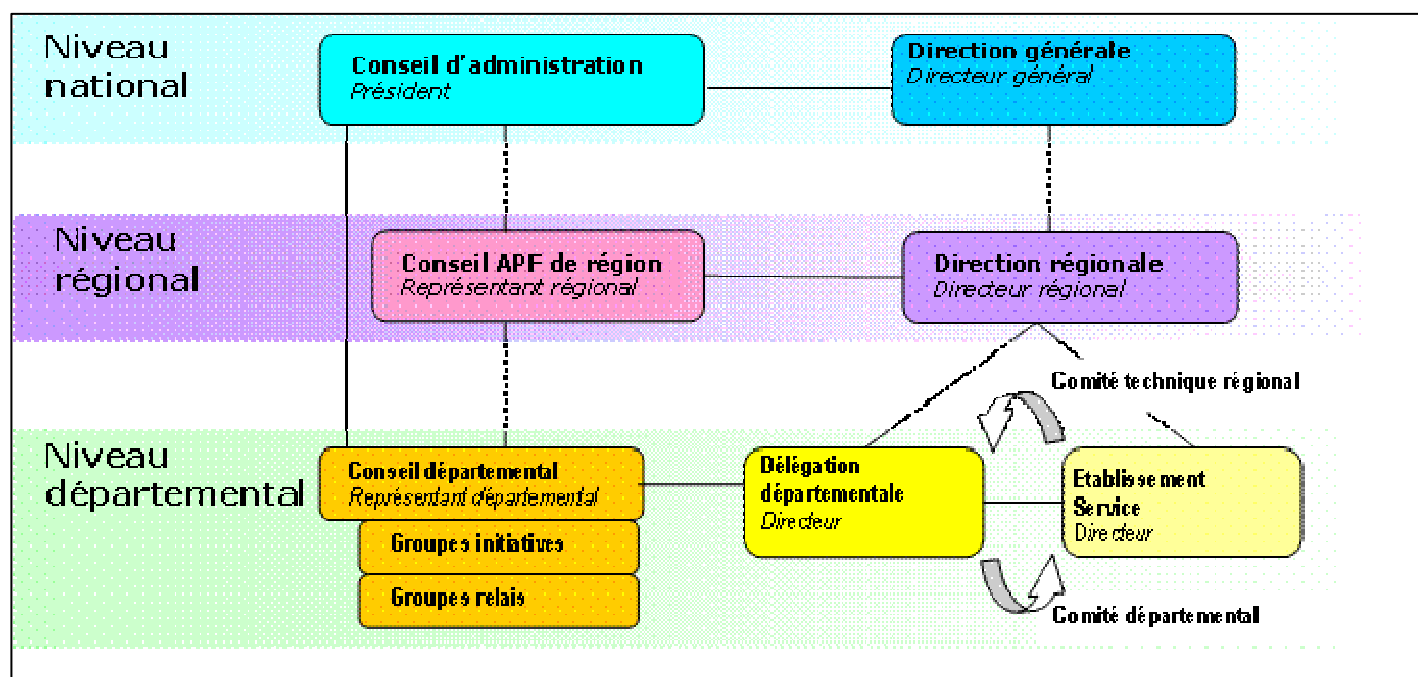 Niveau
national
Conseil d'administration
Président
Direction générale
Directeur général
Niveau
régional
Conseil APF de région
Représentant régional
Direction régionale
Directeur régional
Comité technique régional
Niveau
départemental
Conseil départemental
Représentant départemental
Groupes initiatives
Groupes relais
Délégation
départementale
Directeur
Etablissement
Service
Directeur
Comité départemental